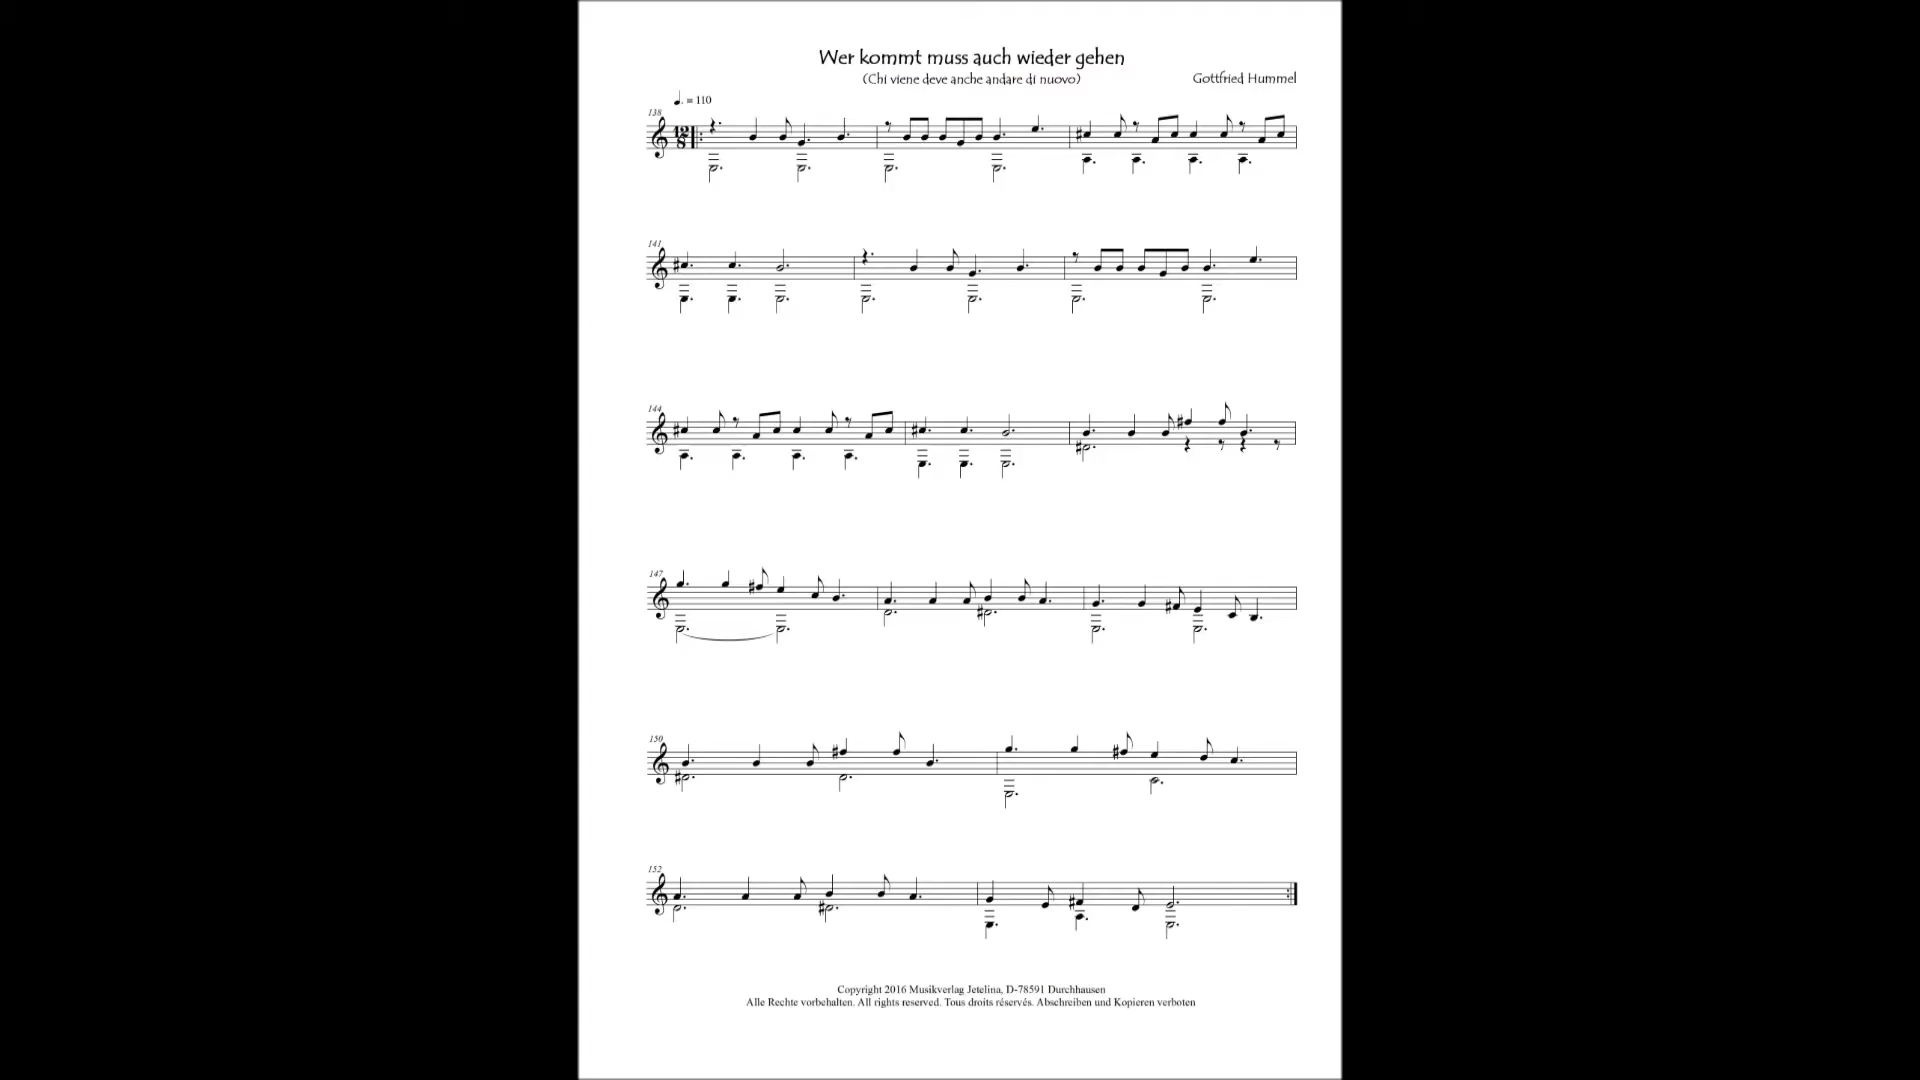 Wer kommt muss auch wieder gehen
(Chi viene deve anche andare di nuovo)
Gottfried Hummel
♩. = 110
138
12
8
141
144
147
150
152
Copyright 2016 Musikverlag Jetelina, D-78591 Durchhausen
Alle Rechte vorbehalten. All rights reserved. Tous droits réservés. Abschreiben und Kopieren verboten